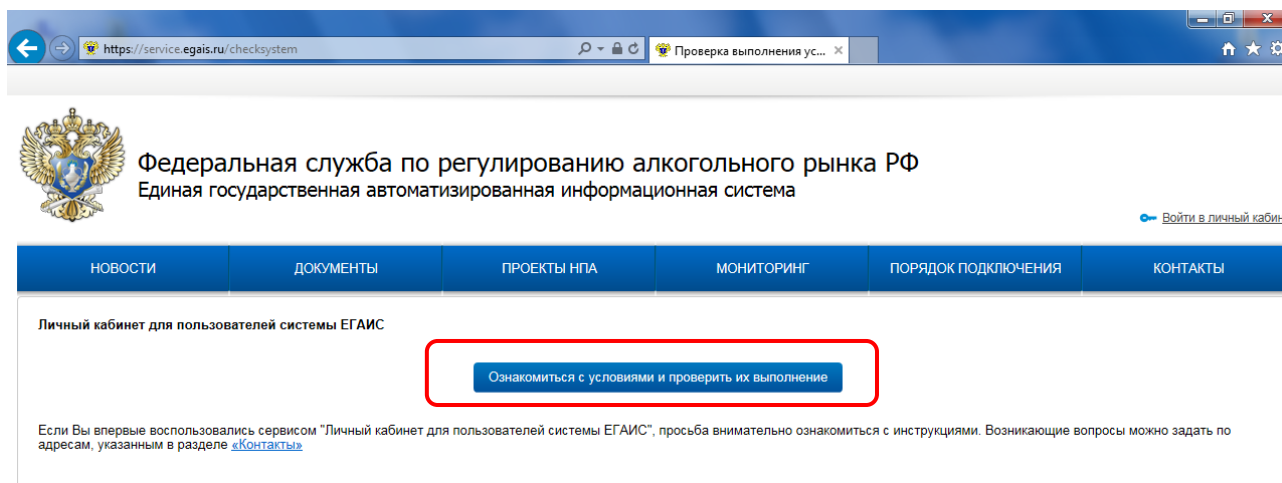 https://service.egais.ru/checksystem
Проверка выполнения ус...
Федеральная служба по регулированию алкогольного рынка РФ
Единая государственная автоматизированная информационная система
Войти в личный кабин
НОВОСТИ ДОКУМЕНТЫ ПРОЕКТЫ НПА МОНИТОРИНГ ПОРЯДОК ПОДКЛЮЧЕНИЯ КОНТАКТЫ
Личный кабинет для пользователей системы ЕГАИС
Ознакомиться с условиями и проверить их выполнение
Если Вы впервые воспользовались сервисом "Личный кабинет для пользователей системы ЕГАИС", просьба внимательно ознакомиться с инструкциями. Возникающие вопросы можно задать по
адресам, указанным в разделе «Контакты»